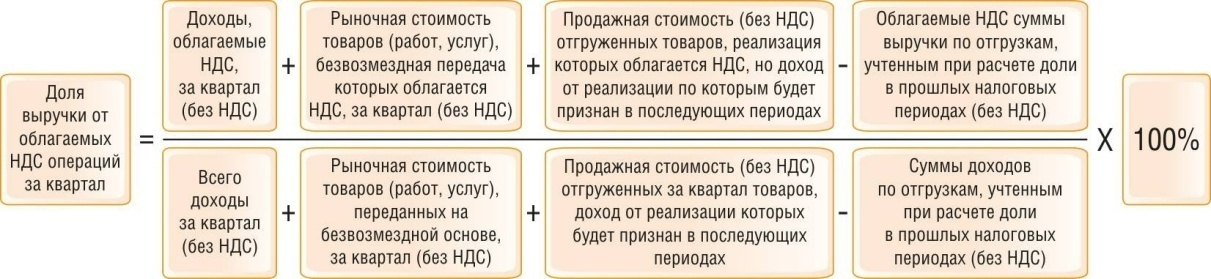 Доля
выручки от
облагаемых
НДС операций
за квартал
=
Доходы,
облагаемые
НДС,
за квартал
(без НДС)
+
Рыночная стоимость
товаров (работ, услуг),
безвозмездная передача
которых облагается
НДС, за квартал (без НДС)
+
Продажная стоимость (без НДС)
отгруженных товаров, реализация
которых облагается НДС, но доход
от реализации по которым будет
признан в последующих периодах
-
Облагаемые НДС суммы
выручки по отгрузкам,
учтенным при расчете доли
в прошлых налоговых
периодах (без НДС)
Всего
доходы
за квартал
(без НДС)
+
Рыночная стоимость
товаров (работ, услуг),
переданных на
безвозмездной основе,
за квартал (без НДС)
+
Продажная стоимость (без НДС)
отгруженных за квартал товаров,
доход от реализации которых
будет признан в последующих
периодах
-
Суммы доходов
по отгрузкам, учтенным
при расчете доли
в прошлых налоговых
периодах (без НДС)
X
100%